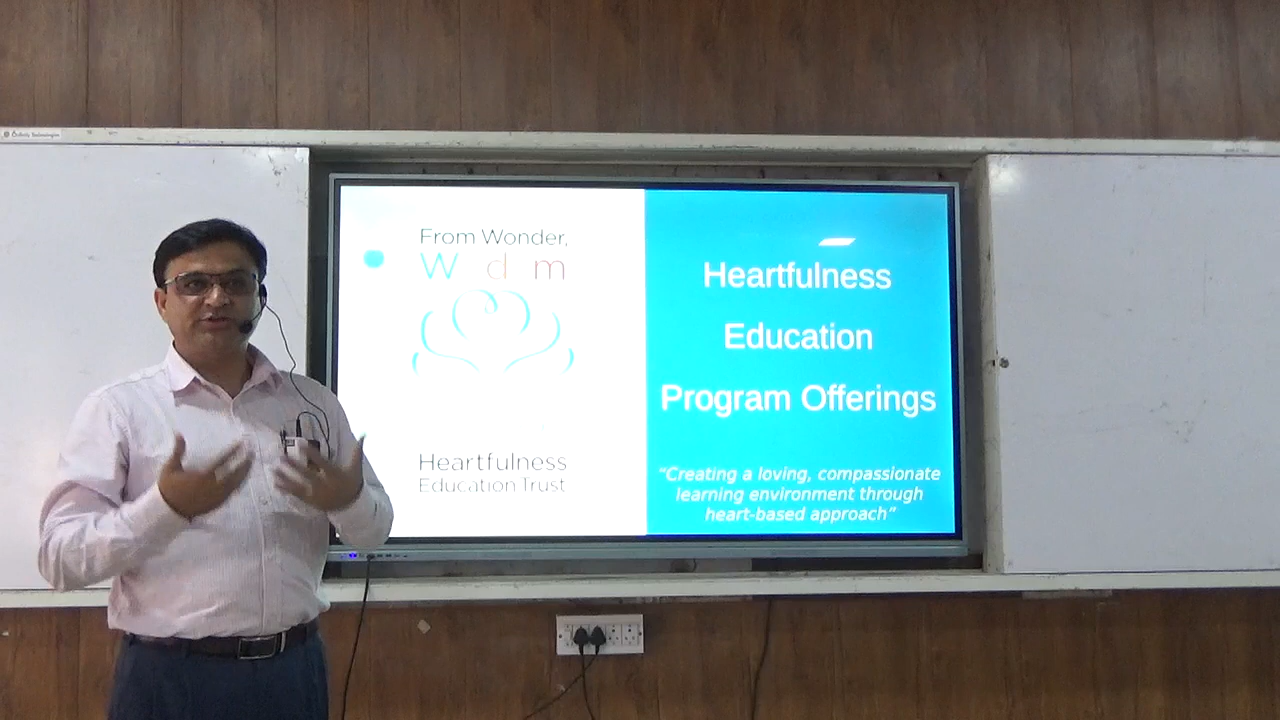 From Wonder,
W d m
Heartfulness
Education Trust
Heartfulness
Education
Program Offerings
"Creating a loving, compassionate
learning environment through
heart-based approach"